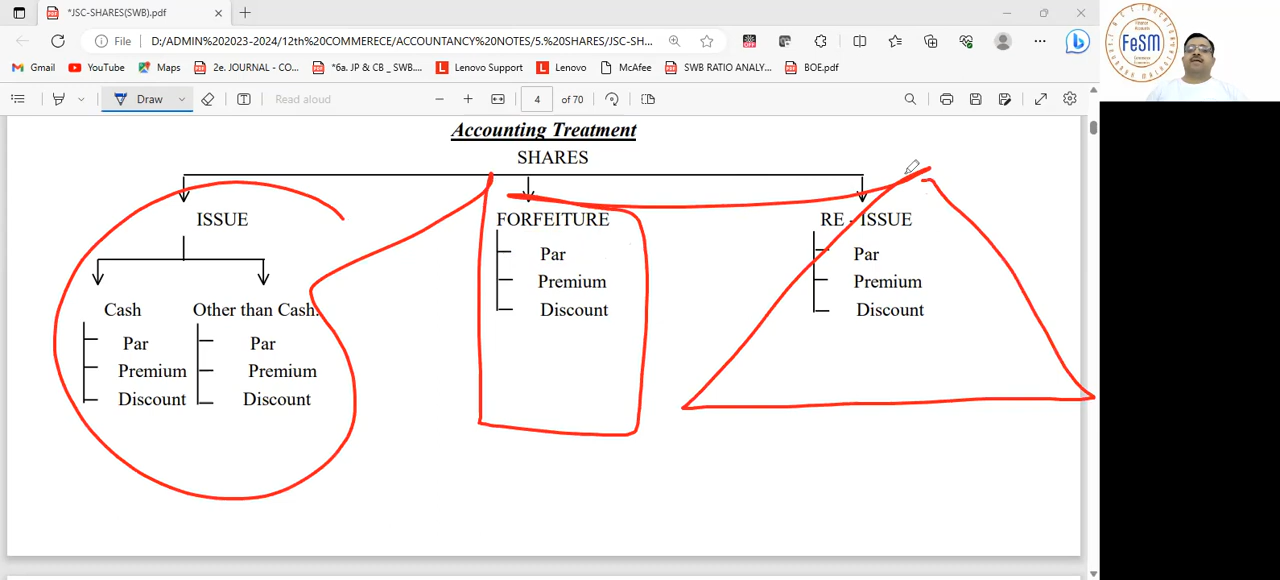 *JSC-SHARES(SWB).pdf
File D:/ADMIN%202023-2024/12th%20COMMERECE/ACCOUNTANCE%20NOTES/5.%20SHARES/JSC-SH...
Gmail YouTube Maps 2e. JOURNAL - CO... *6a. JP & CB _ SWB.... Lenovo Support Lenovo McAfee SWB RATIO ANALY... BOE.pdf
Draw Read aloud 4 of 70
FeSM
Accounting Treatment
SHARES
ISSUE FORFEITURE RE - ISSUE
Par Par
Premium Premium
Cash Other than Cash. Discount Discount
Par Par
Premium Premium
Discount Discount